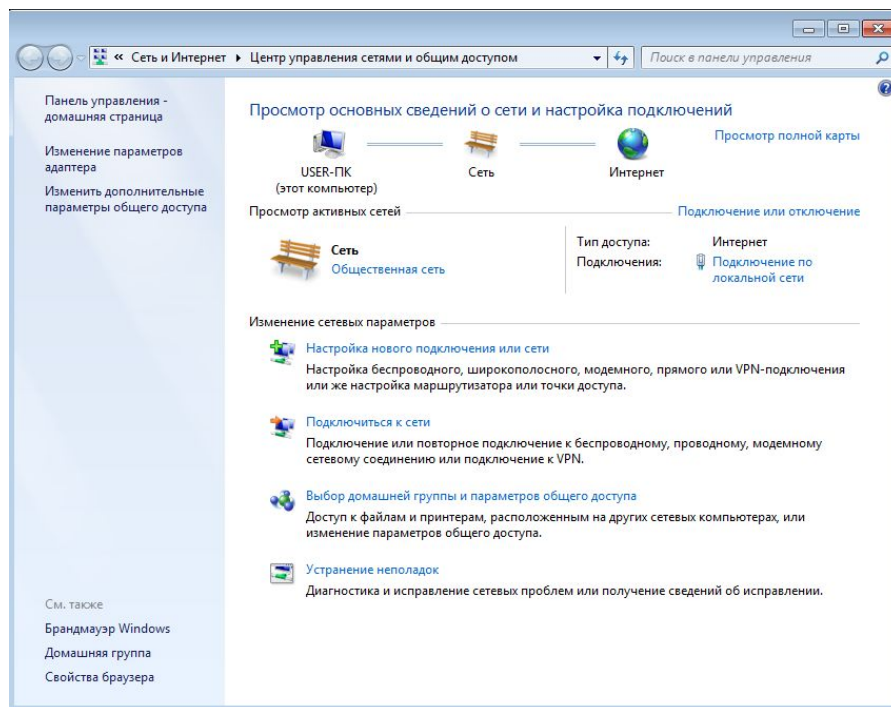 « Сеть и Интернет Центр управления сетями и общим доступом Поиск в панели управления
Панель управления -
домашняя страница
Изменение параметров
адаптера
Изменить дополнительные
параметры общего доступа
Просмотр основных сведений о сети и настройка подключений
Просмотр полной карты
USER-ПК
(этот компьютер)
Сеть
Интернет
Просмотр активных сетей
Подключение или отключение
Сеть
Общественная сеть
Тип доступа: Интернет
Подключения: Подключение по
локальной сети
Изменение сетевых параметров
Настройка нового подключения или сети
Настройка беспроводного, широкополосного, модемного, прямого или VPN-подключения
или же настройка маршрутизатора или точки доступа.
Подключиться к сети
Подключение или повторное подключение к беспроводному, проводному, модемному
сетевому соединению или подключение к VPN.
Выбор домашней группы и параметров общего доступа
Доступ к файлам и принтерам, расположенным на других сетевых компьютерах, или
изменение параметров общего доступа.
Устранение неполадок
Диагностика и исправление сетевых проблем или получение сведений об исправлении.
См. также
Брандмауэр Windows
Домашняя группа
Свойства браузера